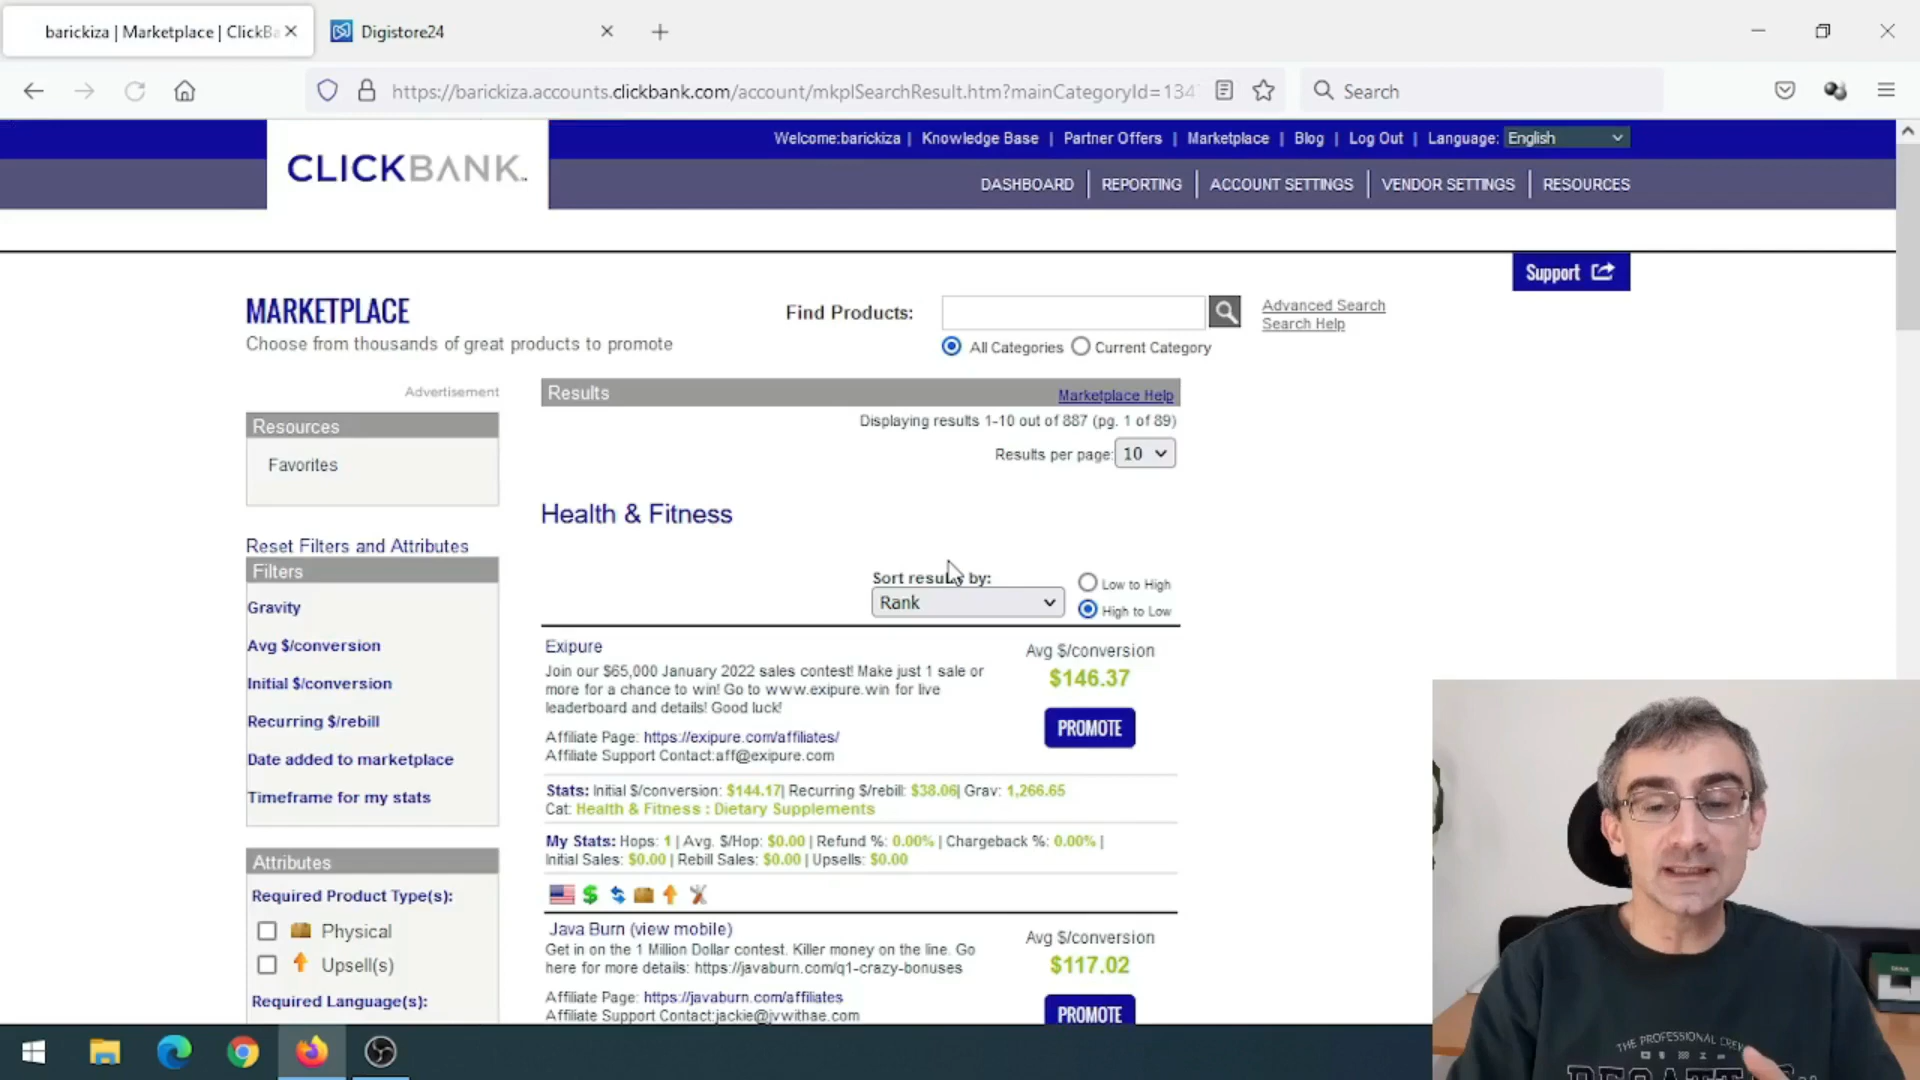 barickiza | Marketplace | ClickBa
Digistore24
https://barickiza.accounts.clickbank.com/account/mkplSearchResult.htm?mainCategoryId=134
Search
Welcome:barickiza | Knowledge Base | Partner Offers | Marketplace | Blog | Log Out | Language: English
CLICKBANK
DASHBOARD | REPORTING | ACCOUNT SETTINGS | VENDOR SETTINGS | RESOURCES
Support
MARKETPLACE
Choose from thousands of great products to promote
Find Products:
Advanced Search
Search Help
All Categories Current Category
Advertisement
Resources
Favorites
Reset Filters and Attributes
Filters
Gravity
Avg $/conversion
Initial $/conversion
Recurring $/rebill
Date added to marketplace
Timeframe for my stats
Attributes
Required Product Type(s):
Physical
Upsell(s)
Required Language(s):
Results
Marketplace Help
Displaying results 1-10 out of 887 (pg. 1 of 89)
Results per page: 10
Health & Fitness
Sort results by:
Rank
Low to High
High to Low
Exipure
Join our $65,000 January 2022 sales contest! Make just 1 sale or
more for a chance to win! Go to www.exipure.win for live
leaderboard and details! Good luck!
Affiliate Page: https://exipure.com/affiliates/
Affiliate Support Contact:aff@exipure.com
Avg $/conversion
$146.37
PROMOTE
Stats: Initial $/conversion: $144.17| Recurring $/rebill: $38.06| Grav: 1,266.65
Cat: Health & Fitness : Dietary Supplements
My Stats: Hops: 1 | Avg. $/Hop: $0.00 | Refund %: 0.00% | Chargeback %: 0.00% |
Initial Sales: $0.00 | Rebill Sales: $0.00 | Upsells: $0.00
Java Burn (view mobile)
Get in on the 1 Million Dollar contest. Killer money on the line. Go
here for more details: https://javaburn.com/q1-crazy-bonuses
Affiliate Page: https://javaburn.com/affiliates
Affiliate Support Contact:jackie@jvwithae.com
Avg $/conversion
$117.02
PROMOTE
THE PROFESSIONAL CREW